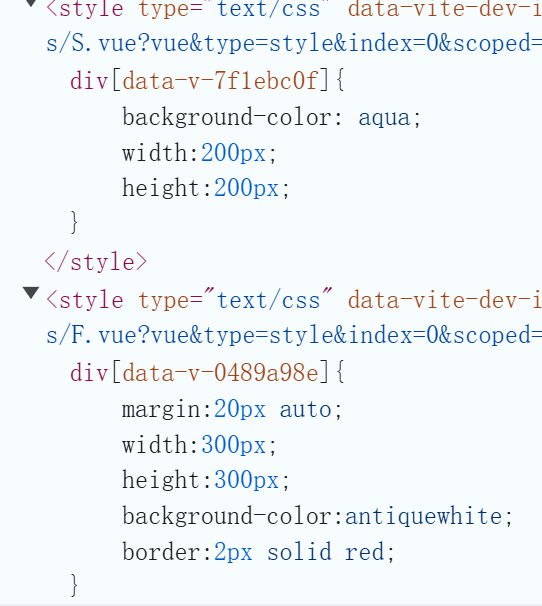 <style type="text/css" data-vite-dev-i
s/S.vue?vue&type=style&index=0&scoped=
div[data-v-7f1ebc0f]{
background-color: aqua;
width:200px;
height:200px;
}
</style>
<style type="text/css" data-vite-dev-i
s/F.vue?vue&type=style&index=0&scoped=
div[data-v-0489a98e]{
margin:20px auto;
width:300px;
height:300px;
background-color:antiquewhite;
border:2px solid red;
}